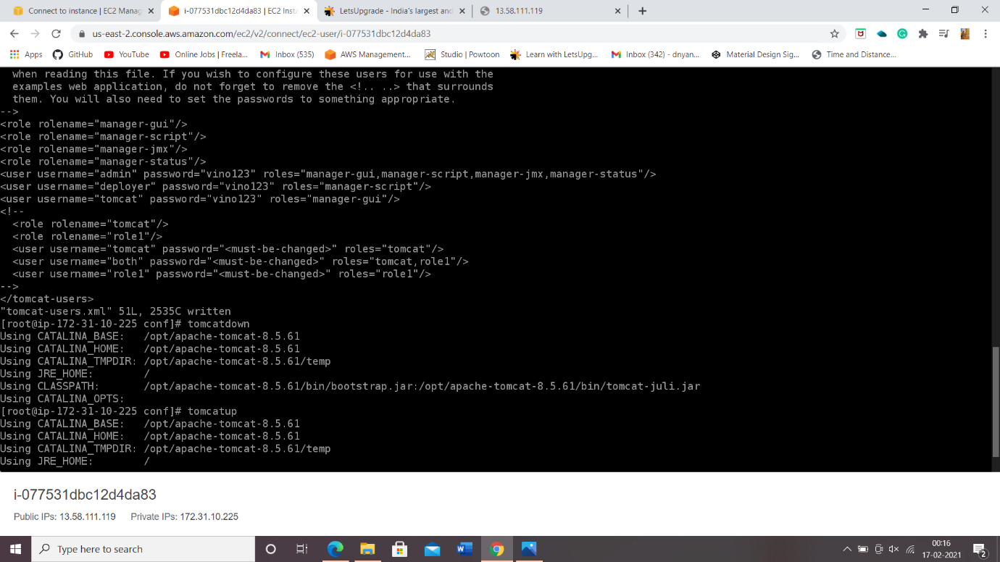 Connect to instance | EC2 Manag
i-077531dbc12d4da83 | EC2 Insta
LetsUpgrade - India's largest and
13.58.111.119
us-east-2.console.aws.amazon.com/ec2/v2/connect/ec2-user/i-077531dbc12d4da83
Apps
GitHub
YouTube
Online Jobs | Freela...
Inbox (535)
AWS Management...
Studio | Powtoon
Learn with LetsUpg...
Inbox (342) - dnyan...
Material Design Sig...
Time and Distance...
when reading this file. If you wish to configure these users for use with the
examples web application, do not forget to remove the <!.. ..> that surrounds
them. You will also need to set the passwords to something appropriate.
-->
<role rolename="manager-gui"/>
<role rolename="manager-script"/>
<role rolename="manager-jmx"/>
<role rolename="manager-status"/>
<user username="admin" password="vino123" roles="manager-gui,manager-script,manager-jmx,manager-status"/>
<user username="deployer" password="vino123" roles="manager-script"/>
<user username="tomcat" password="vino123" roles="manager-gui"/>
<!--
<role rolename="tomcat"/>
<role rolename="role1"/>
<user username="tomcat" password="<must-be-changed>" roles="tomcat"/>
<user username="both" password="<must-be-changed>" roles="tomcat,role1"/>
<user username="role1" password="<must-be-changed>" roles="role1"/>
-->
</tomcat-users>
"tomcat-users.xml" 51L, 2535C written
[root@ip-172-31-10-225 conf]# tomcatdown
Using CATALINA_BASE: /opt/apache-tomcat-8.5.61
Using CATALINA_HOME: /opt/apache-tomcat-8.5.61
Using CATALINA_TMPDIR: /opt/apache-tomcat-8.5.61/temp
Using JRE_HOME: /
Using CLASSPATH: /opt/apache-tomcat-8.5.61/bin/bootstrap.jar:/opt/apache-tomcat-8.5.61/bin/tomcat-juli.jar
Using CATALINA_OPTS:
[root@ip-172-31-10-225 conf]# tomcatup
Using CATALINA_BASE: /opt/apache-tomcat-8.5.61
Using CATALINA_HOME: /opt/apache-tomcat-8.5.61
Using CATALINA_TMPDIR: /opt/apache-tomcat-8.5.61/temp
Using JRE_HOME: /
i-077531dbc12d4da83
Public IPs: 13.58.111.119 Private IPs: 172.31.10.225
Type here to search
00:16
17-02-2021
2